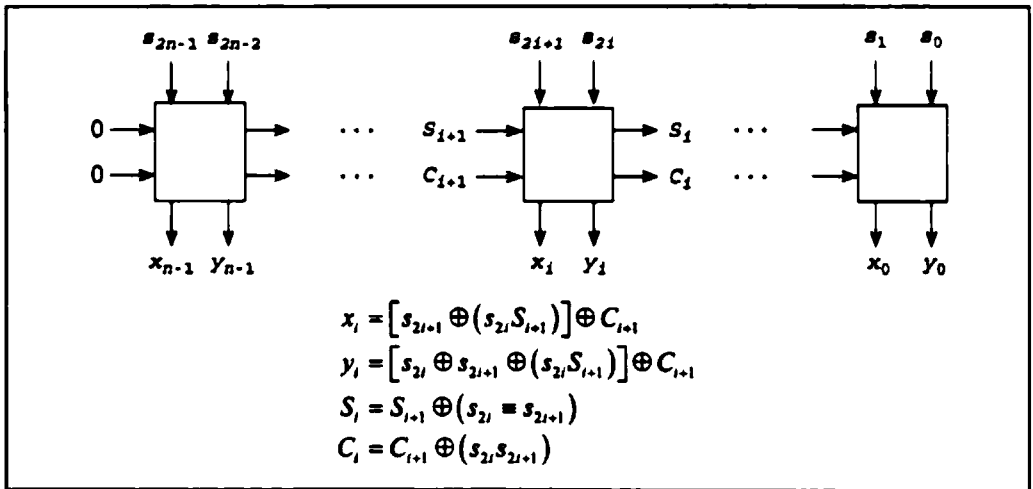 s₂ₙ₋₁ s₂ₙ₋₂ s₂ᵢ₊₁ s₂ᵢ s₁ s₀
0 ··· Sᵢ₊₁ Sᵢ ···
0 ··· Cᵢ₊₁ Cᵢ ···
xₙ₋₁ yₙ₋₁ xᵢ yᵢ x₀ y₀
xᵢ = [s₂ᵢ₊₁ ⊕ (s₂ᵢSᵢ₊₁)] ⊕ Cᵢ₊₁
yᵢ = [s₂ᵢ ⊕ s₂ᵢ₊₁ ⊕ (s₂ᵢSᵢ₊₁)] ⊕ Cᵢ₊₁
Sᵢ = Sᵢ₊₁ ⊕ (s₂ᵢ ≡ s₂ᵢ₊₁)
Cᵢ = Cᵢ₊₁ ⊕ (s₂ᵢs₂ᵢ₊₁)